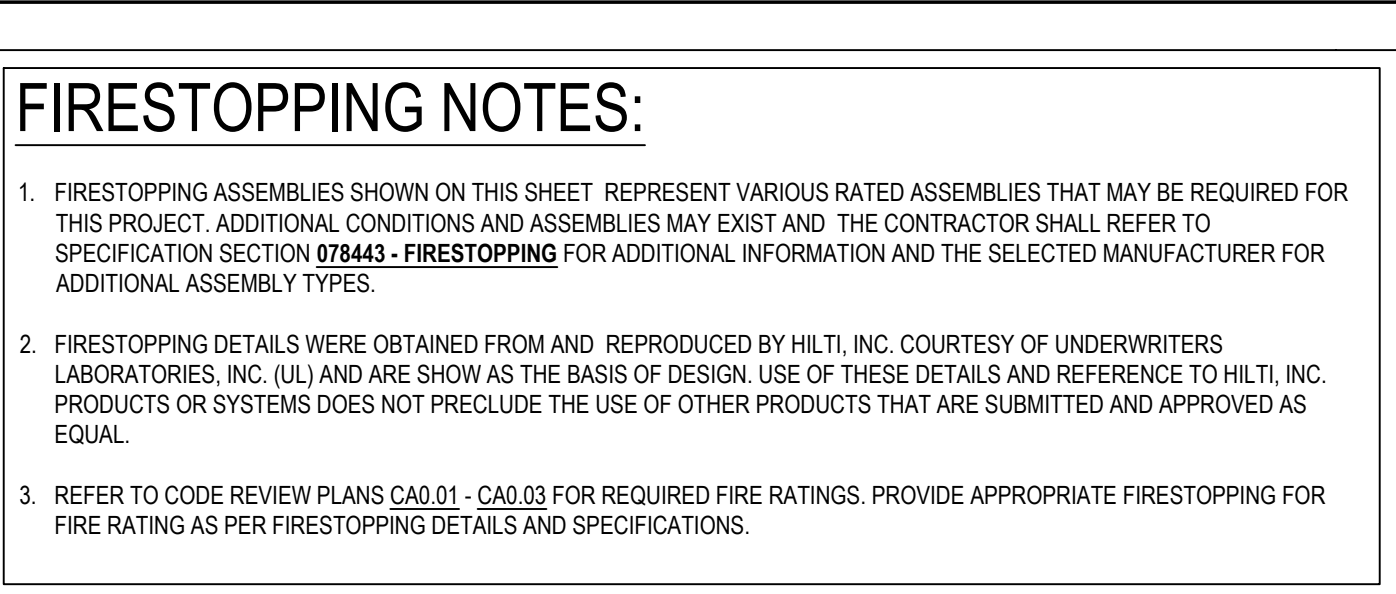 FIRESTOPPING NOTES:
1. FIRESTOPPING ASSEMBLIES SHOWN ON THIS SHEET REPRESENT VARIOUS RATED ASSEMBLIES THAT MAY BE REQUIRED FOR
THIS PROJECT. ADDITIONAL CONDITIONS AND ASSEMBLIES MAY EXIST AND THE CONTRACTOR SHALL REFER TO
SPECIFICATION SECTION 078443 - FIRESTOPPING FOR ADDITIONAL INFORMATION AND THE SELECTED MANUFACTURER FOR
ADDITIONAL ASSEMBLY TYPES.
2. FIRESTOPPING DETAILS WERE OBTAINED FROM AND REPRODUCED BY HILTI, INC. COURTESY OF UNDERWRITERS
LABORATORIES, INC. (UL) AND ARE SHOW AS THE BASIS OF DESIGN. USE OF THESE DETAILS AND REFERENCE TO HILTI, INC.
PRODUCTS OR SYSTEMS DOES NOT PRECLUDE THE USE OF OTHER PRODUCTS THAT ARE SUBMITTED AND APPROVED AS
EQUAL.
3. REFER TO CODE REVIEW PLANS CA0.01 - CA0.03 FOR REQUIRED FIRE RATINGS. PROVIDE APPROPRIATE FIRESTOPPING FOR
FIRE RATING AS PER FIRESTOPPING DETAILS AND SPECIFICATIONS.